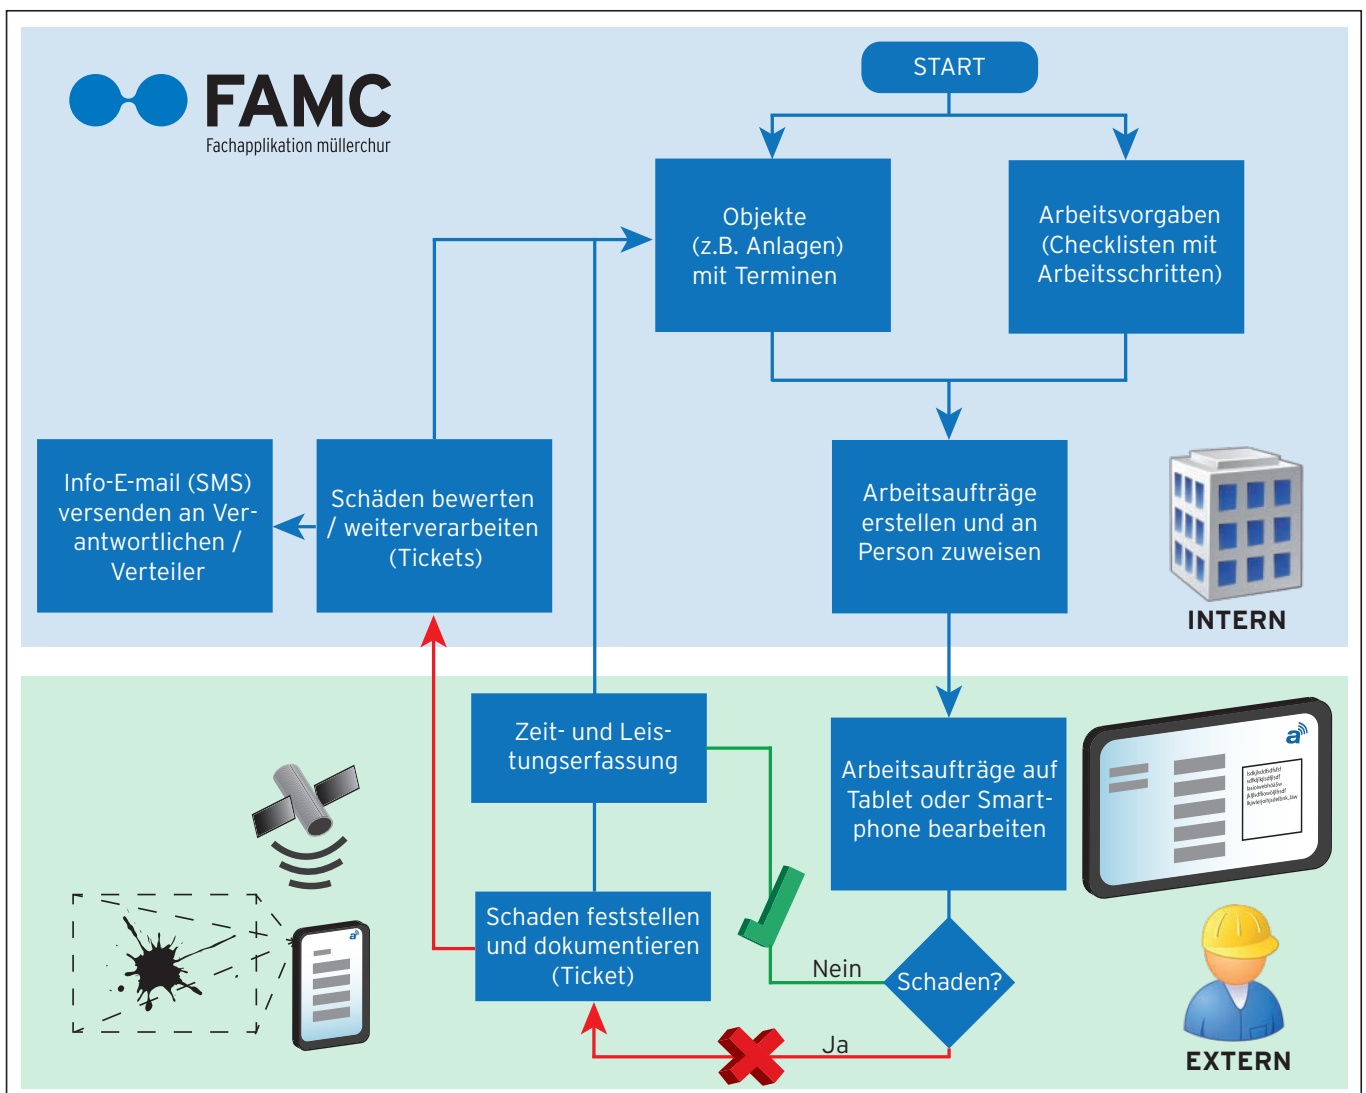 FAMC
Fachapplikation müllerchur
START
Objekte
(z.B. Anlagen)
mit Terminen
Arbeitsvorgaben
(Checklisten mit
Arbeitsschritten)
Info-E-mail (SMS)
versenden an Ver-
antwortlichen /
Verteiler
Schäden bewerten
/ weiterverarbeiten
(Tickets)
Arbeitsaufträge
erstellen und an
Person zuweisen
INTERN
Zeit- und Leis-
tungserfassung
Arbeitsaufträge auf
Tablet oder Smart-
phone bearbeiten
a
Schaden feststellen
und dokumentieren
(Ticket)
a
Nein
Schaden?
Ja
EXTERN